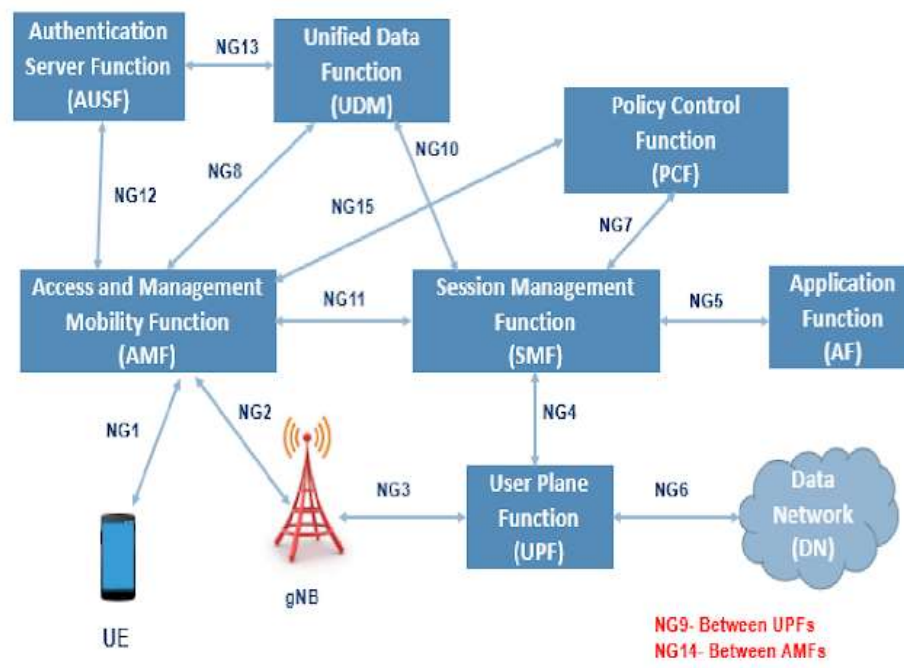 Authentication
Server Function
(AUSF)
NG13
Unified Data
Function
(UDM)
Policy Control
Function
(PCF)
NG12
NG8
NG10
NG15
NG7
Access and Management
Mobility Function
(AMF)
NG11
Session Management
Function
(SMF)
NG5
Application
Function
(AF)
NG1
NG2
NG4
NG3
User Plane
Function
(UPF)
NG6
Data
Network
(DN)
gNB
UE
NG9- Between UPFs
NG14- Between AMFs